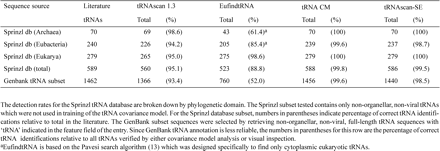 Sequence source Literature tRNAscan 1.3 EufindtRNA tRNA CM tRNAscan-SE
tRNAs Total (%) Total (%) Total (%) Total (%)
Sprinzl db (Archaea) 70 69 (98.6) 43 (61.4)a 70 (100) 70 (100)
Sprinzl db (Eubacteria) 240 226 (94.2) 205 (85.4)a 239 (99.6) 237 (98.7)
Sprinzl db (Eukarya) 279 265 (95.0) 275 (98.6) 279 (100) 279 (100)
Sprinzl db (total) 589 560 (95.1) 523 (88.8) 588 (99.8) 586 (99.5)
Genbank tRNA subset 1462 1366 (93.4) 760 (52.0) 1456 (99.6) 1440 (98.5)
The detection rates for the Sprinzl tRNA database are broken down by phylogenetic domain. The Sprinzl subset tested contains only non-organellar, non-viral tRNAs
which were not used in training of the tRNA covariance model. For the Sprinzl database subset, numbers in parentheses indicate percentage of correct tRNA identifi-
cations relative to total in the literature. The GenBank subset sequences were selected by retrieving non-organellar, non-viral, full-length tRNA sequences with
'tRNA' indicated in the feature field of the entry. Since GenBank tRNA annotation is less reliable, the numbers in parentheses for this row are the percentage of correct
tRNA identifications relative to all tRNAs verified by either covariance model analysis or visual inspection.
aEufindtRNA is based on the Pavesi search algorithm (13) which was designed specifically to find only cytoplasmic eukaryotic tRNAs.